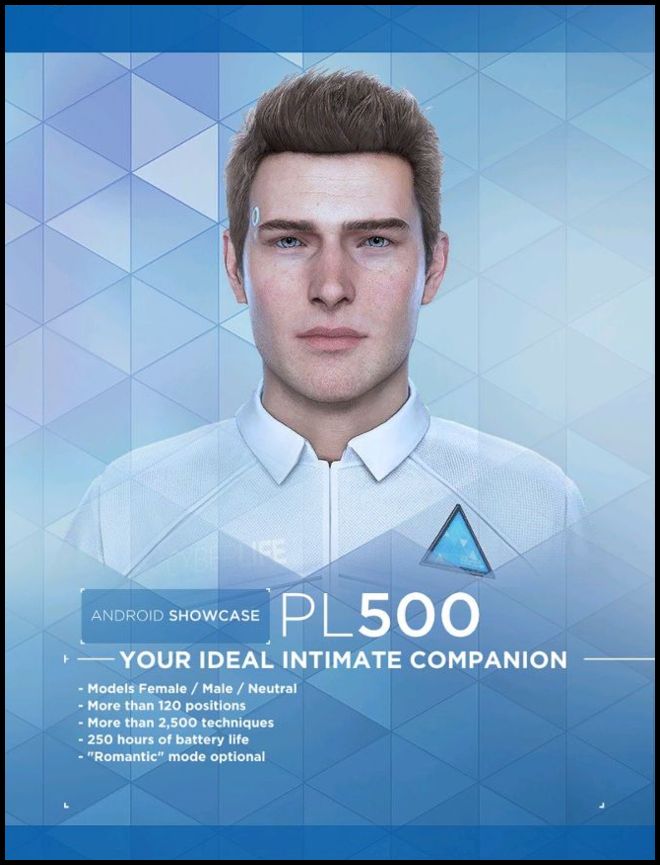 ANDROID SHOWCASE PL500
YOUR IDEAL INTIMATE COMPANION
- Models Female / Male / Neutral
- More than 120 positions
- More than 2,500 techniques
- 250 hours of battery life
- "Romantic" mode optional